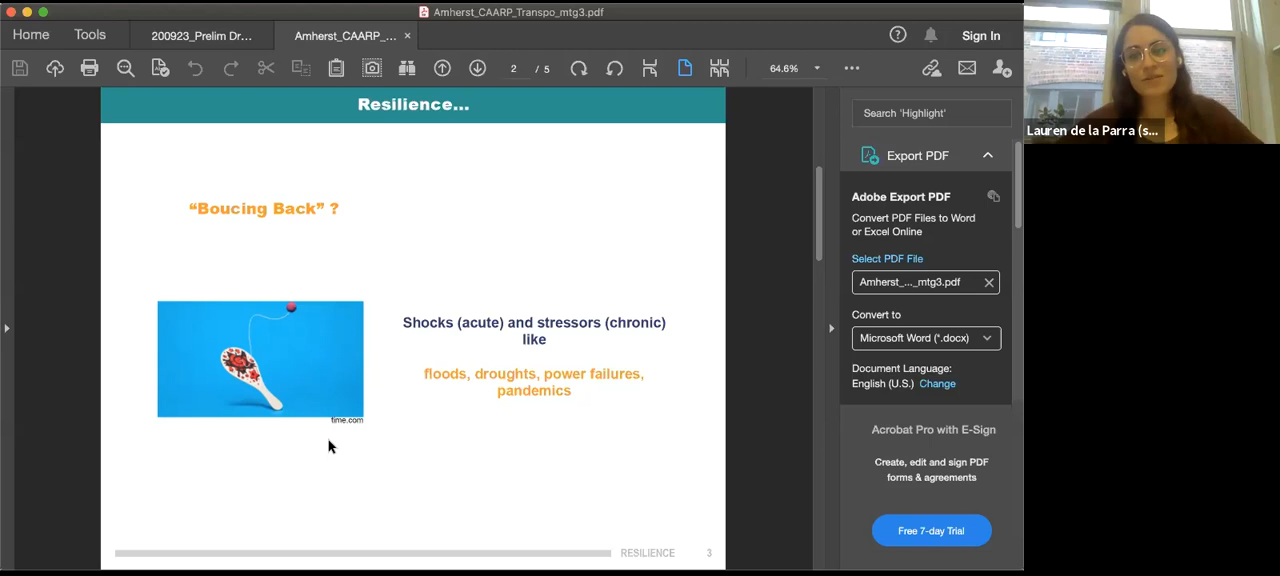 Amherst_CAARP_Transpo_mtg3.pdf
Home
Tools
200923_Prelim Dr...
Amherst_CAARP_... ×
Sign In
2 / 5
64.6%
Resilience...
“Boucing Back” ?
Shocks (acute) and stressors (chronic)
like
floods, droughts, power failures,
pandemics
time.com
RESILIENCE 3
Search 'Highlight'
Export PDF
Adobe Export PDF
Convert PDF Files to Word
or Excel Online
Select PDF File
Amherst_..._mtg3.pdf
Convert to
Microsoft Word (*.docx)
Document Language:
English (U.S.) Change
Acrobat Pro with E-Sign
Create, edit and sign PDF
forms & agreements
Free 7-day Trial
Lauren de la Parra (s...